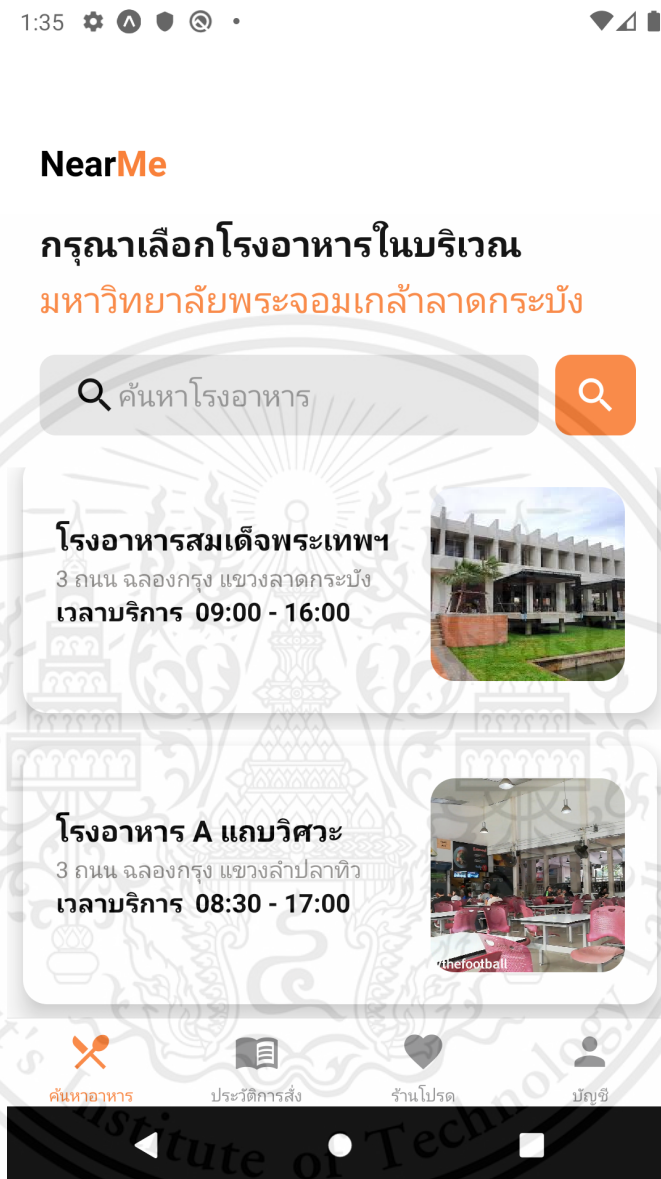 1:35
NearMe
กรุณาเลือกโรงอาหารในบริเวณ
มหาวิทยาลัยพระจอมเกล้าลาดกระบัง
ค้นหาโรงอาหาร
โรงอาหารสมเด็จพระเทพฯ
3 ถนน ฉลองกรุง แขวงลาดกระบัง
เวลาบริการ 09:00 - 16:00
โรงอาหาร A แถบวิศวะ
3 ถนน ฉลองกรุง แขวงลำปลาทิว
เวลาบริการ 08:30 - 17:00
thefootball
ค้นหาอาหาร
ประวัติการสั่ง
ร้านโปรด
บัญชี
Institute of Technology